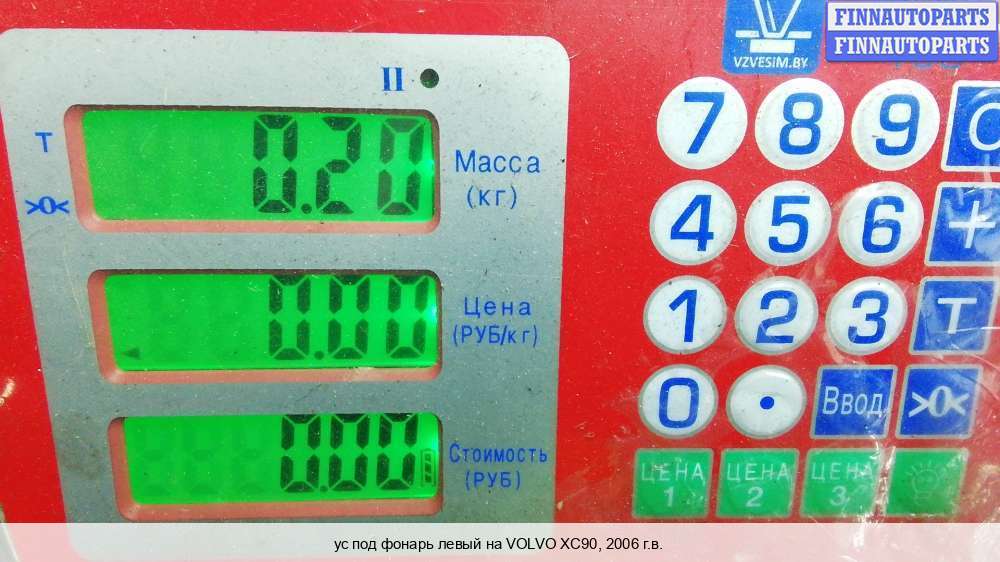 FINNAUTOPARTS
FINNAUTOPARTS
VZVESIM.BY
II
T
0.20
Масса
(кг)
>0<
0.00
Цена
(РУБ/кг)
0.00
Стоимость
(РУБ)
7 8 9 C
4 5 6 +
1 2 3 T
0 . Ввод >0<
ЦЕНА ЦЕНА ЦЕНА
1 2 3
ус под фонарь левый на VOLVO XC90, 2006 г.в.